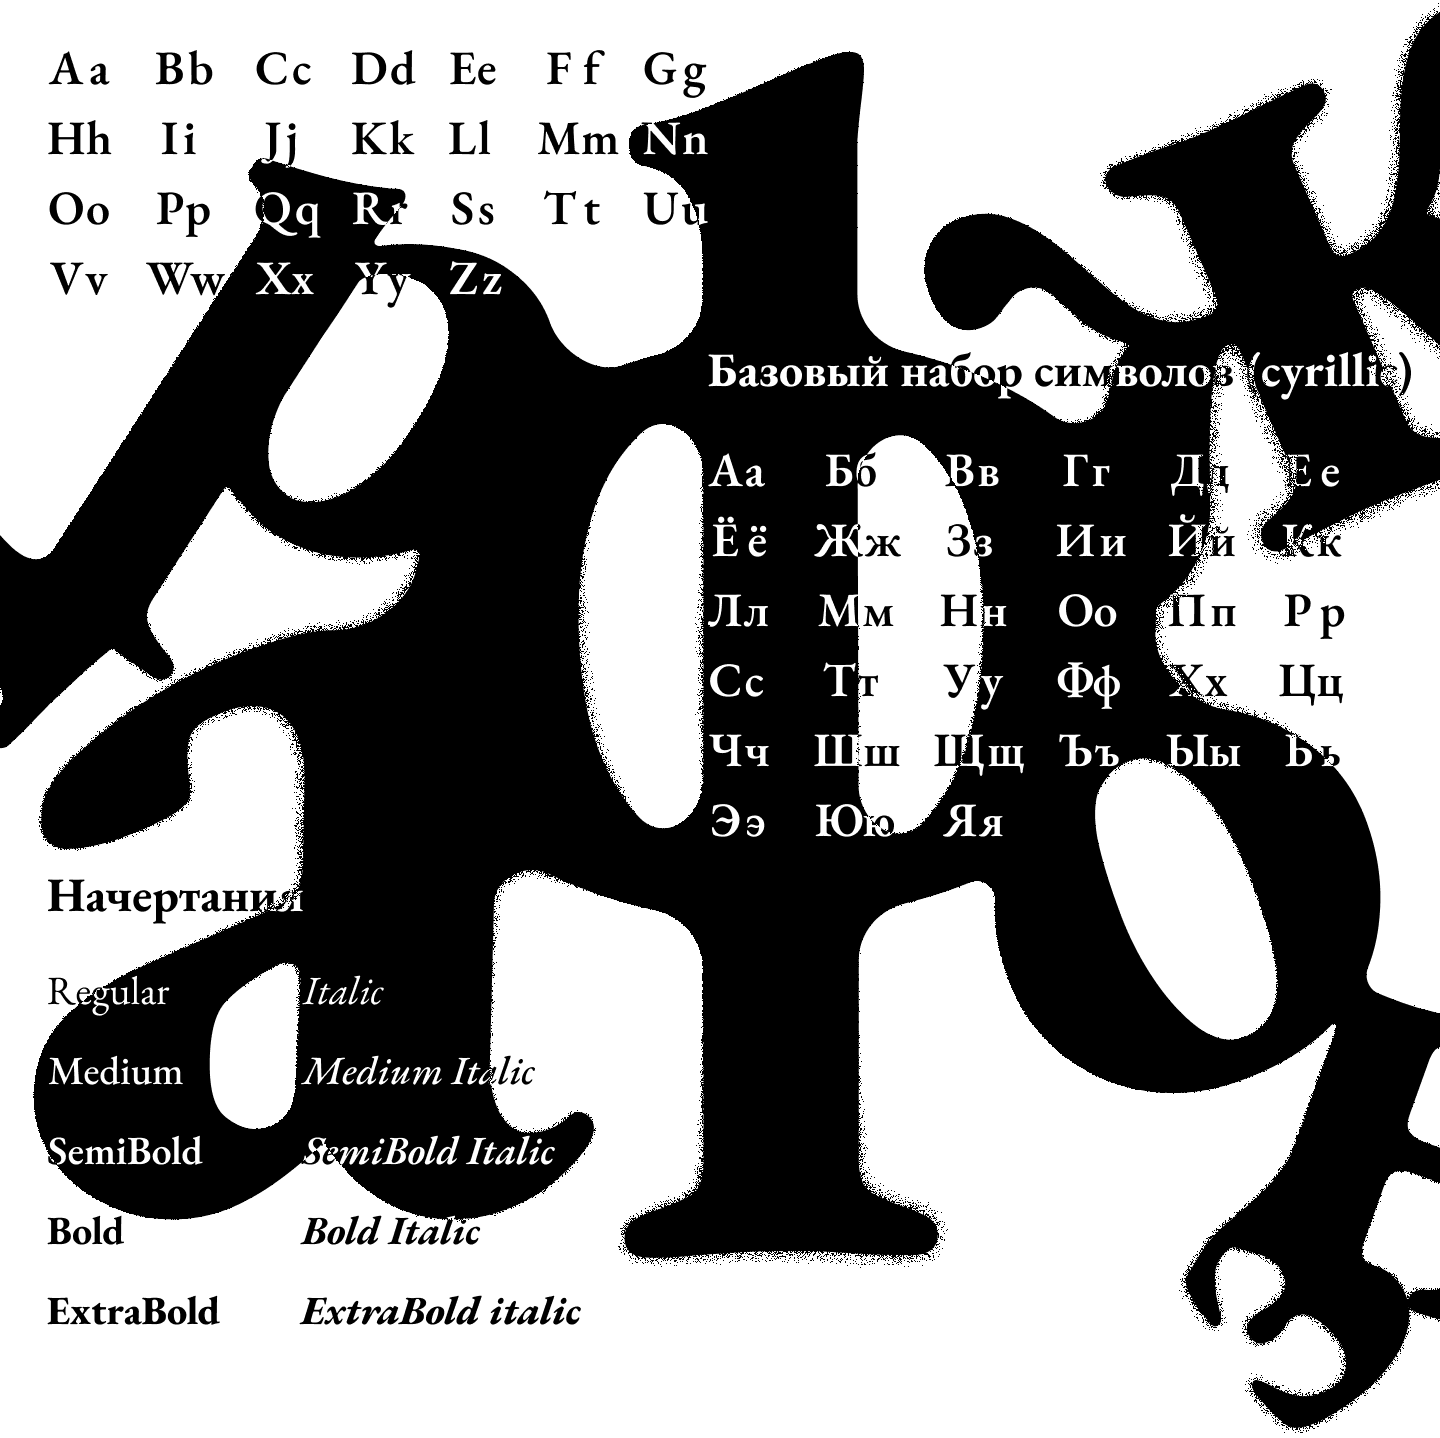 Aa Bb Cc Dd Ee Ff Gg
Hh Ii Jj Kk Ll Mm Nn
Oo Pp Qq Rr Ss Tt Uu
Vv Ww Xx Yy Zz
Базовый набор символов (cyrillic)
Аа Бб Вв Гг Дд Ее
Ёё Жж Зз Ии Йй Кк
Лл Мм Нн Оо Пп Рр
Сс Тт Уу Фф Хх Цц
Чч Шш Щщ Ъъ Ыы Ьь
Ээ Юю Яя
Начертания
Regular Italic
Medium Medium Italic
SemiBold SemiBold Italic
Bold Bold Italic
ExtraBold ExtraBold italic